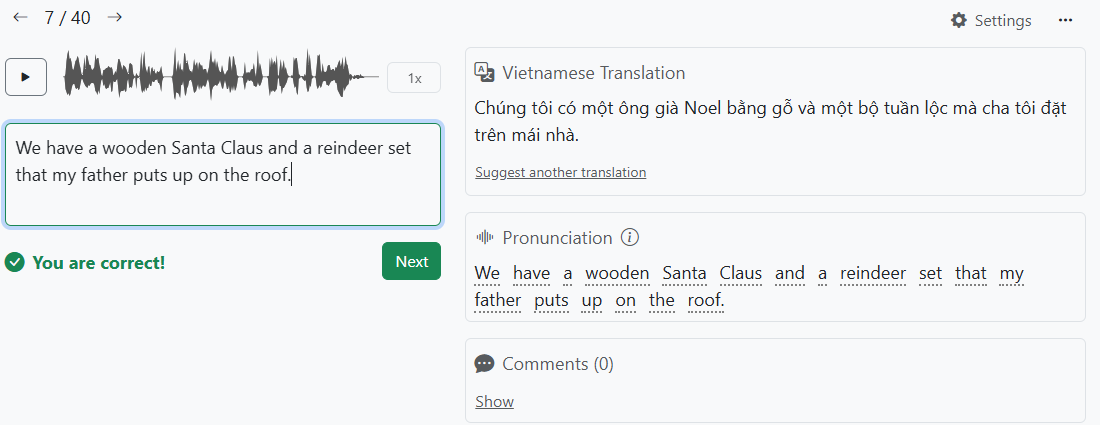 7 / 40
Settings
1x
We have a wooden Santa Claus and a reindeer set
that my father puts up on the roof.
You are correct!
Next
Vietnamese Translation
Chúng tôi có một ông già Noel bằng gỗ và một bộ tuần lộc mà cha tôi đặt
trên mái nhà.
Suggest another translation
Pronunciation
We have a wooden Santa Claus and a reindeer set that my
father puts up on the roof.
Comments (0)
Show